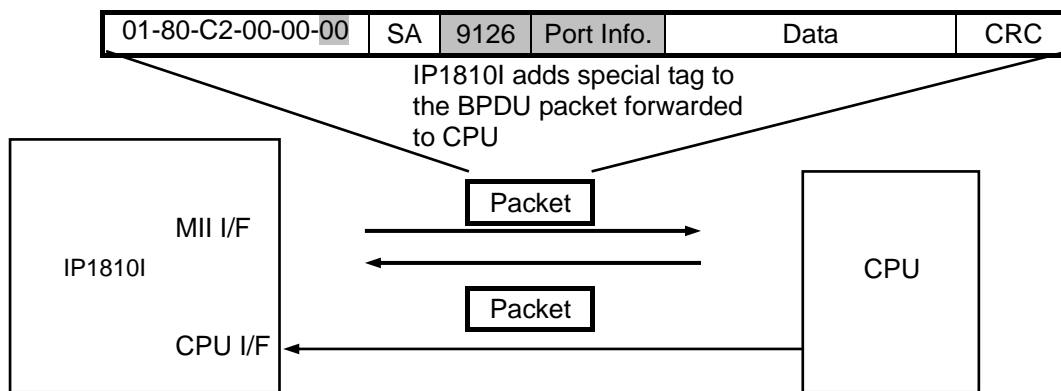 01-80-C2-00-00-00 SA 9126 Port Info. Data CRC
IP1810I adds special tag to
the BPDU packet forwarded
to CPU
Packet
MII I/F
IP1810I
CPU
Packet
CPU I/F